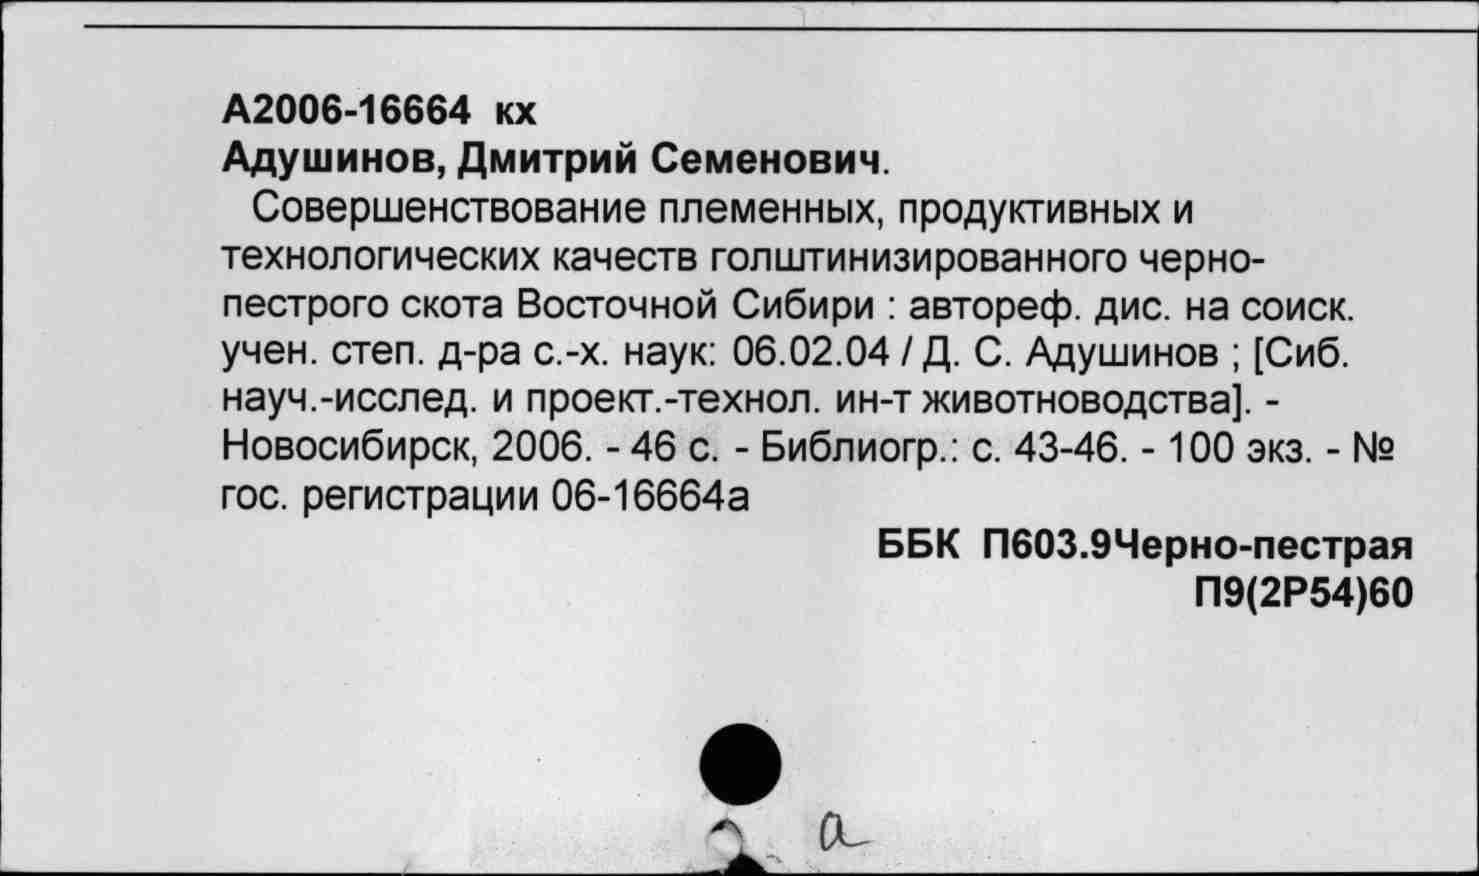 А2006-16664 кх
Адушинов, Дмитрий Семенович.
Совершенствование племенных, продуктивных и
технологических качеств голштинизированного черно-
пестрого скота Восточной Сибири : автореф. дис. на соиск.
учен. степ. д-ра с.-х. наук: 06.02.04 / Д. С. Адушинов ; [Сиб.
науч.-исслед. и проект.-технол. ин-т животноводства]. -
Новосибирск, 2006. - 46 с. - Библиогр.: с. 43-46. - 100 экз. - №
гос. регистрации 06-16664а
ББК П603.9Черно-пестрая
П9(2Р54)60
а